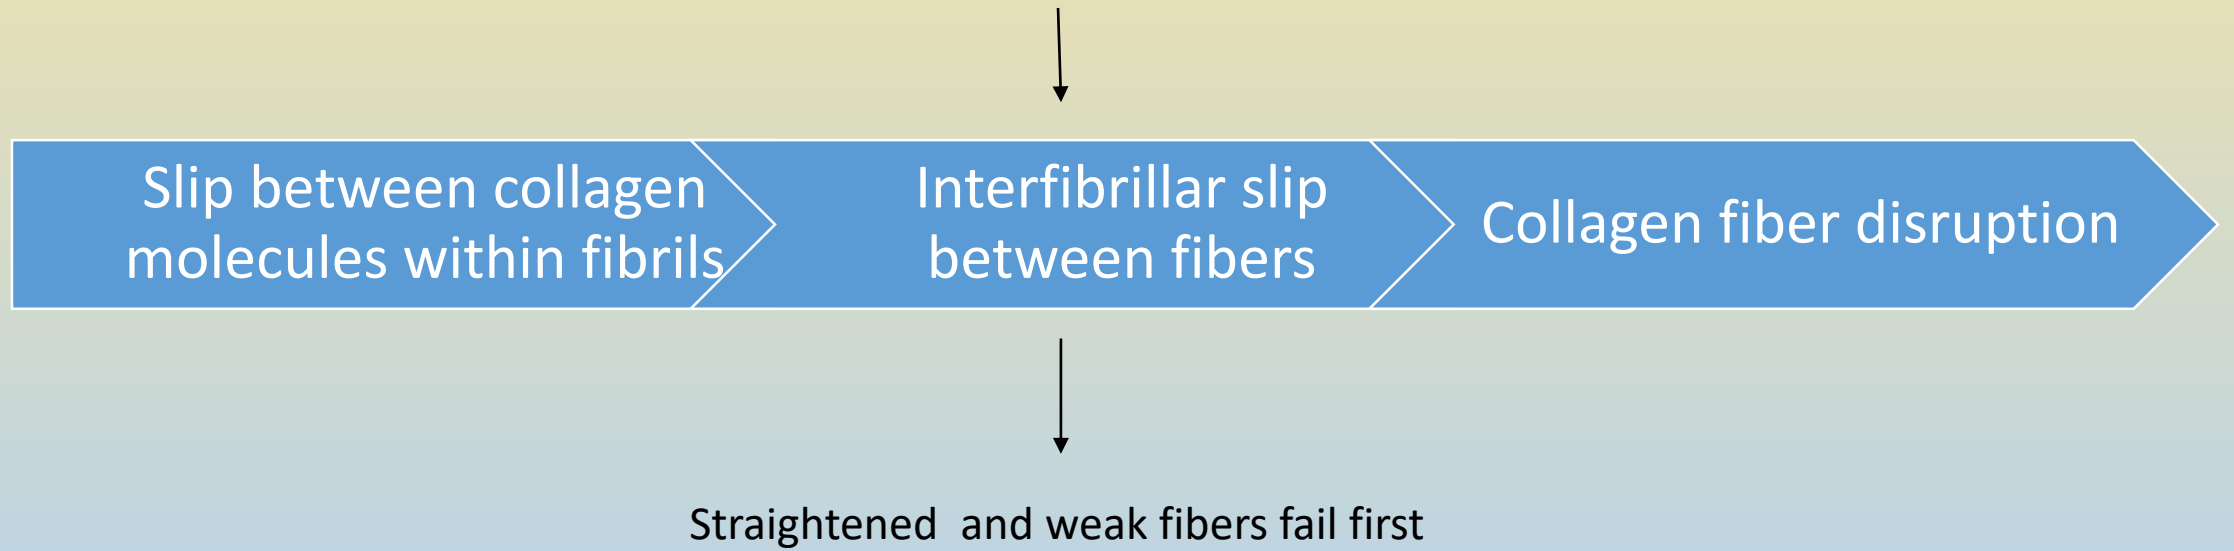 Slip between collagen
molecules within fibrils
Interfibrillar slip
between fibers
Collagen fiber disruption
Straightened  and weak fibers fail first